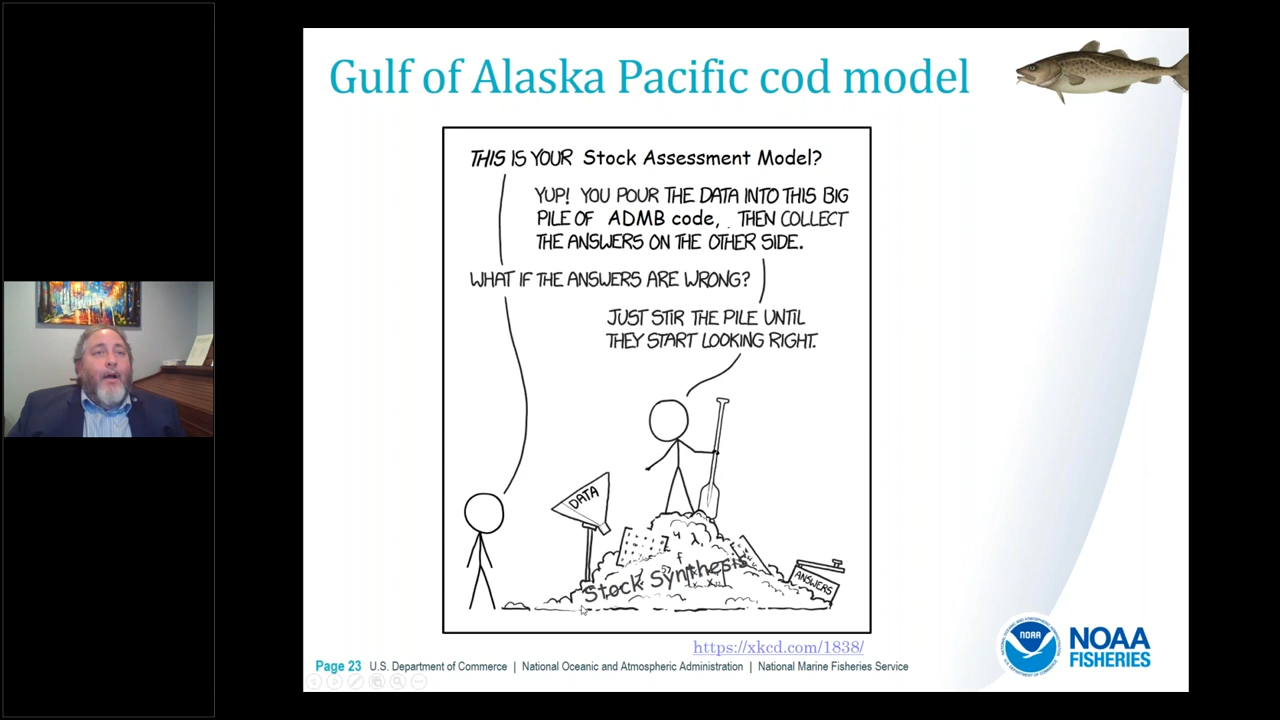 Gulf of Alaska Pacific cod model
THIS IS YOUR Stock Assessment Model?
YUP! YOU POUR THE DATA INTO THIS BIG
PILE OF ADMB code, THEN COLLECT
THE ANSWERS ON THE OTHER SIDE.
WHAT IF THE ANSWERS ARE WRONG?
JUST STIR THE PILE UNTIL
THEY START LOOKING RIGHT.
DATA
Stock Synthesis
ANSWERS
https://xkcd.com/1838/
Page 23 U.S. Department of Commerce | National Oceanic and Atmospheric Administration | National Marine Fisheries Service
NOAA
NOAA
FISHERIES